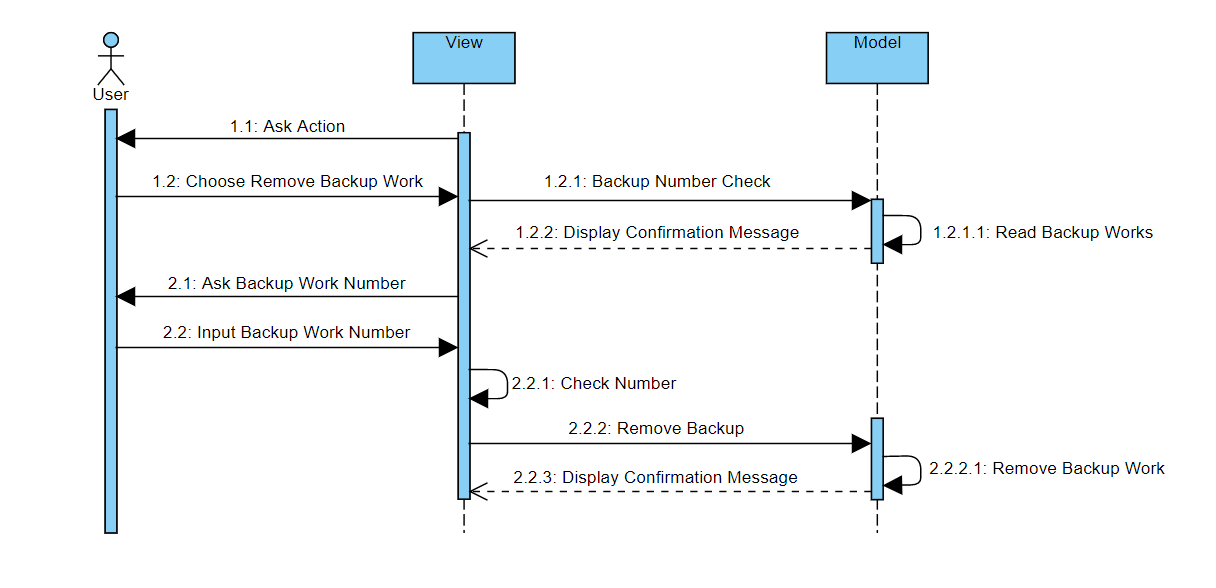 View
Model
User
1.1: Ask Action
1.2: Choose Remove Backup Work
1.2.1: Backup Number Check
1.2.2: Display Confirmation Message
1.2.1.1: Read Backup Works
2.1: Ask Backup Work Number
2.2: Input Backup Work Number
2.2.1: Check Number
2.2.2: Remove Backup
2.2.2.1: Remove Backup Work
2.2.3: Display Confirmation Message